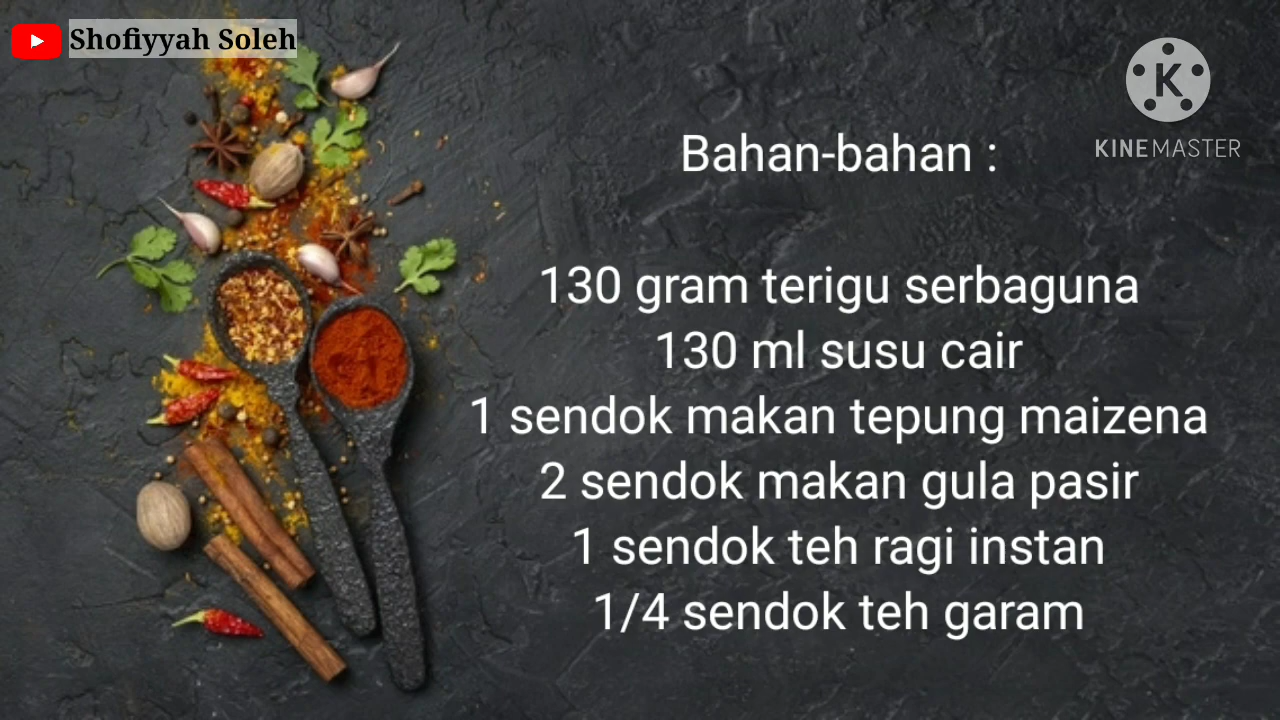 Shofiyyah Soleh
K
KINEMASTER
Bahan-bahan :
130 gram terigu serbaguna
130 ml susu cair
1 sendok makan tepung maizena
2 sendok makan gula pasir
1 sendok teh ragi instan
1/4 sendok teh garam